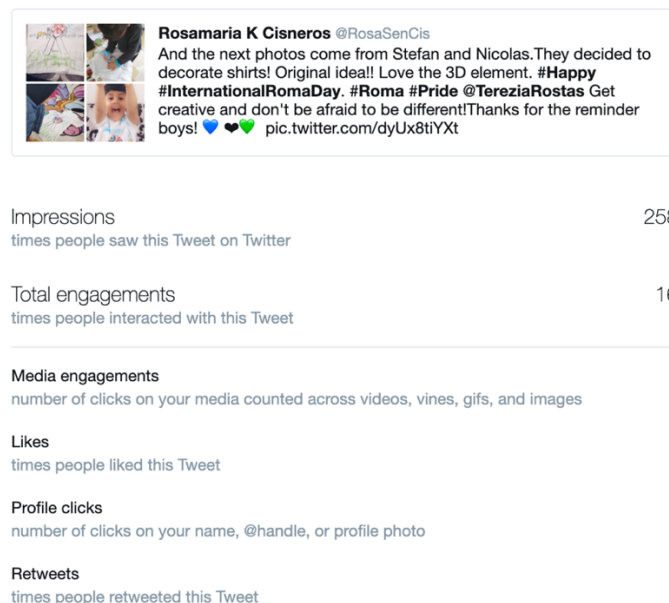 Rosamaria K Cisneros @RosaSenCis
And the next photos come from Stefan and Nicolas.They decided to
decorate shirts! Original idea!! Love the 3D element. #Happy
#InternationalRomaDay. #Roma #Pride @TereziaRostas Get
creative and don't be afraid to be different!Thanks for the reminder
boys! 💙 ❤💚 pic.twitter.com/dyUx8tiYXt
Impressions
times people saw this Tweet on Twitter
Total engagements
times people interacted with this Tweet
Media engagements
number of clicks on your media counted across videos, vines, gifs, and images
Likes
times people liked this Tweet
Profile clicks
number of clicks on your name, @handle, or profile photo
Retweets
times people retweeted this Tweet